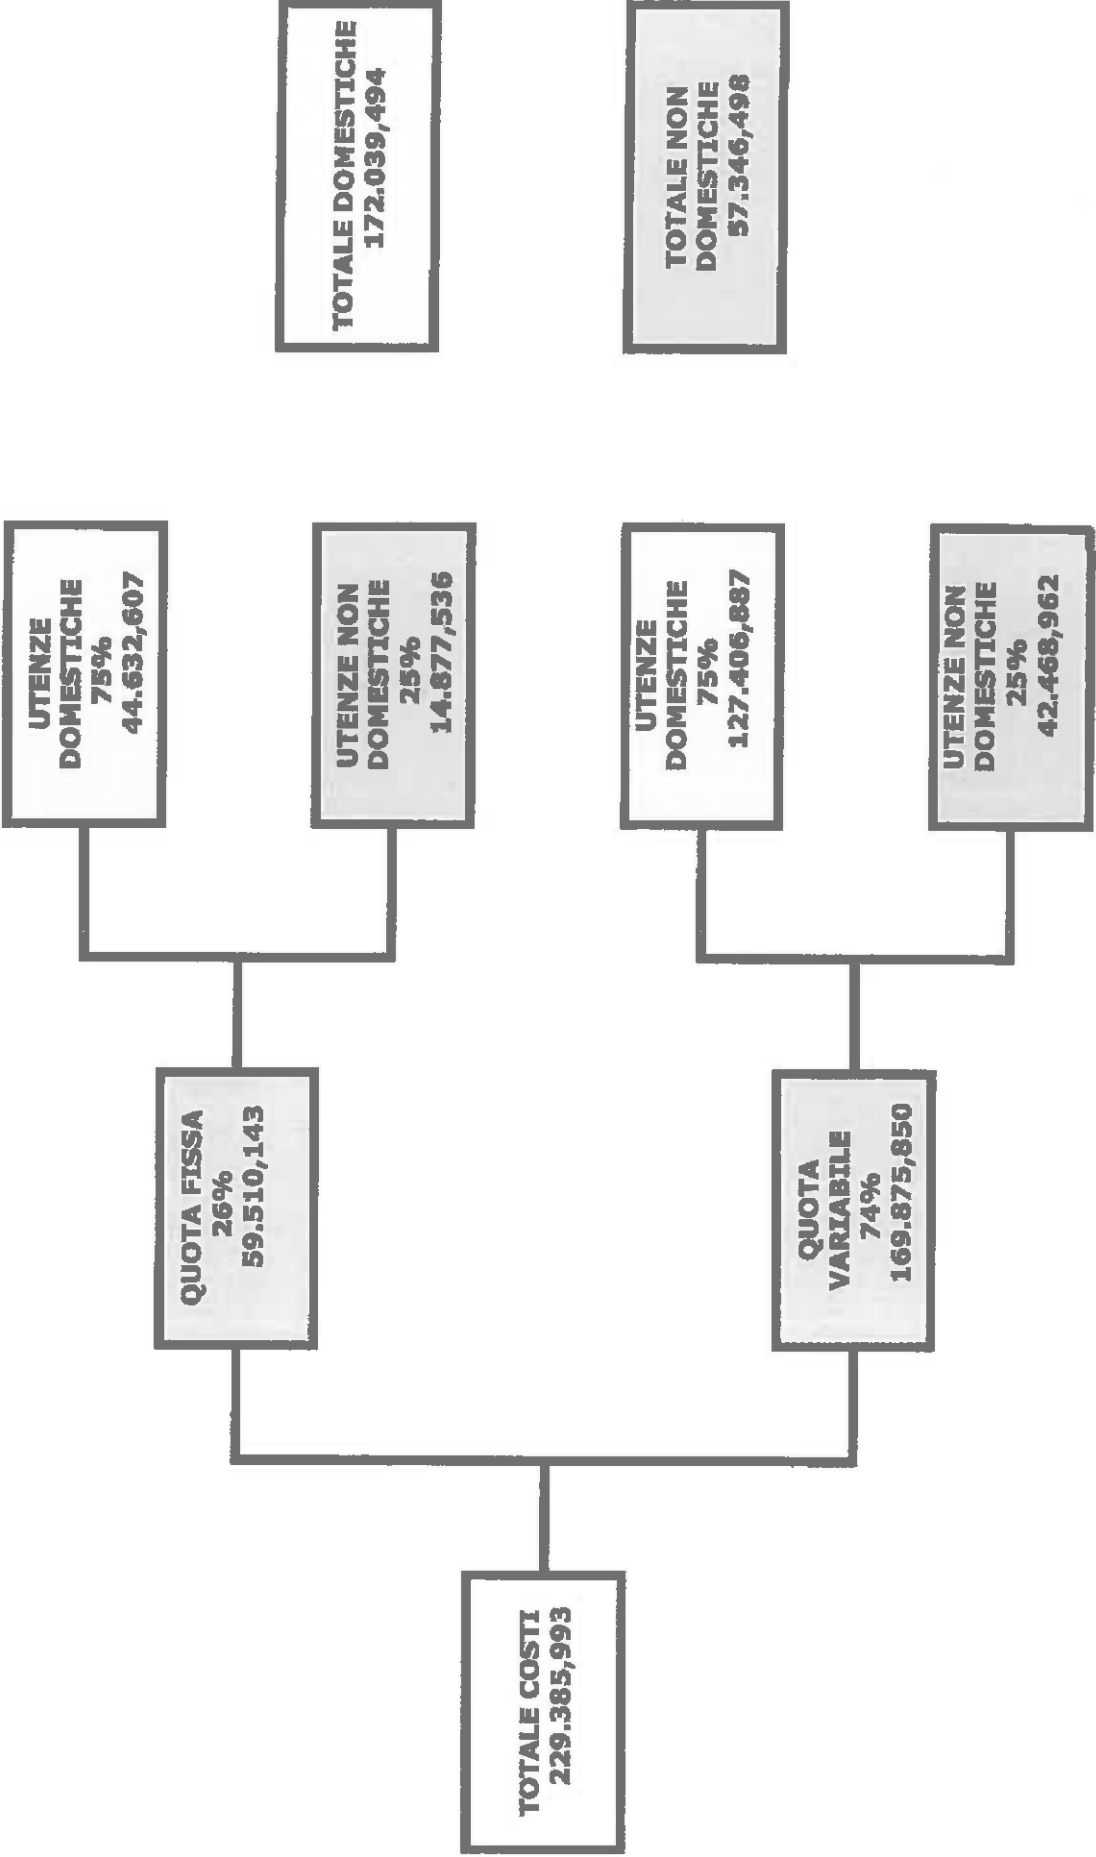 TOTALE COSTI
229.385,993
QUOTA FISSA
26%
59.510,143
QUOTA
VARIABILE
74%
169.875,850
UTENZE
DOMESTICHE
75%
44.632,607
UTENZE NON
DOMESTICHE
25%
14.877,536
UTENZE
DOMESTICHE
75%
127.406,887
UTENZE NON
DOMESTICHE
25%
42.468,962
TOTALE DOMESTICHE
172.039,494
TOTALE NON
DOMESTICHE
57.346,498